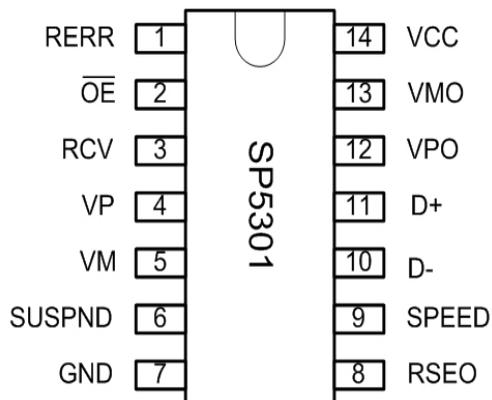 RERR 1 14 VCC
O̅E̅ 2 13 VMO
RCV 3 12 VPO
VP 4 11 D+
VM 5 10 D-
SUSPND 6 9 SPEED
GND 7 8 RSEO
SP5301